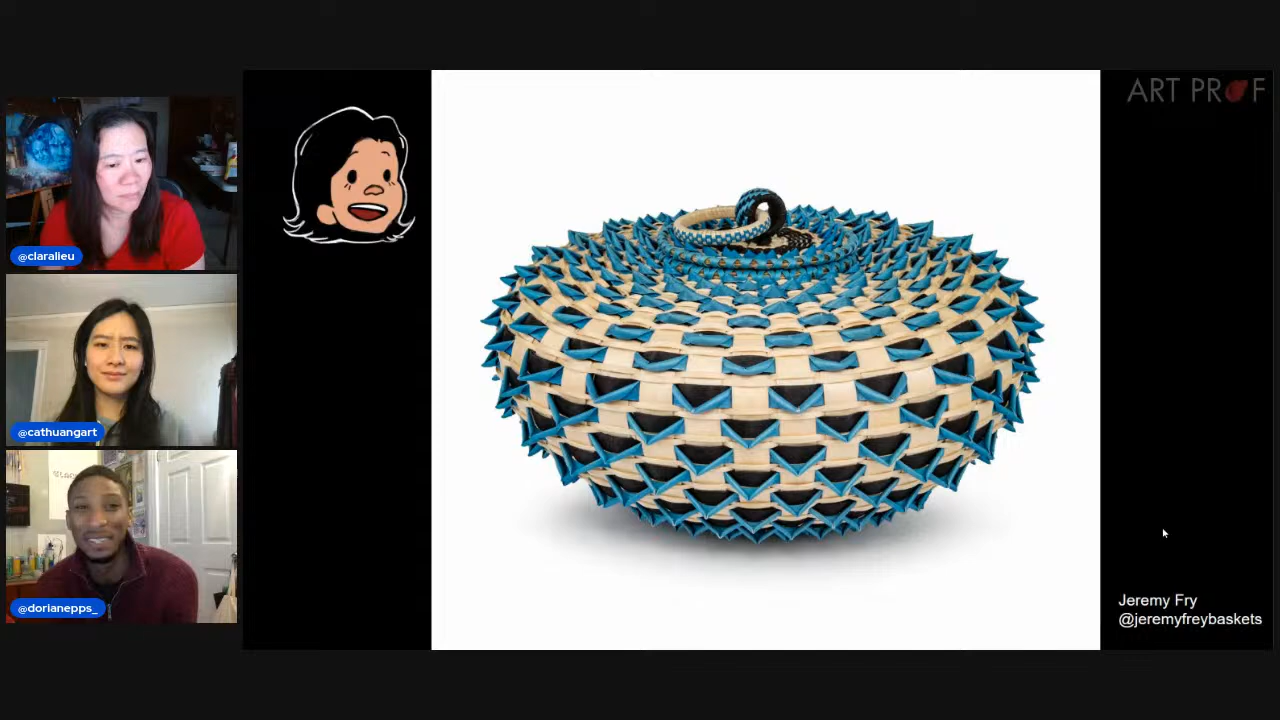 ART PROF
@claralieu
@cathuangart
@dorianepps_
Jeremy Fry
@jeremyfreybaskets